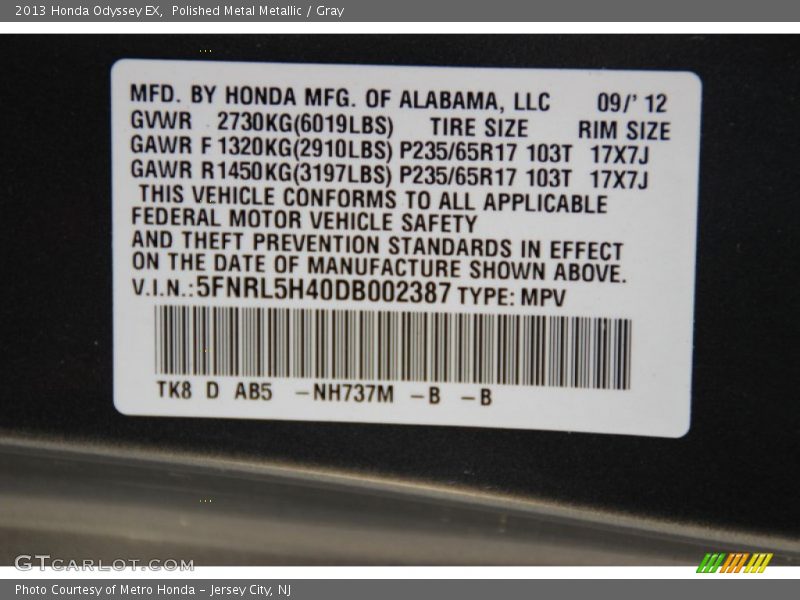 2013 Honda Odyssey EX, Polished Metal Metallic / Gray
MFD. BY HONDA MFG. OF ALABAMA, LLC 09/' 12
GVWR 2730KG(6019LBS) TIRE SIZE RIM SIZE
GAWR F 1320KG(2910LBS) P235/65R17 103T 17X7J
GAWR R 1450KG(3197LBS) P235/65R17 103T 17X7J
THIS VEHICLE CONFORMS TO ALL APPLICABLE
FEDERAL MOTOR VEHICLE SAFETY
AND THEFT PREVENTION STANDARDS IN EFFECT
ON THE DATE OF MANUFACTURE SHOWN ABOVE.
V.I.N.:5FNRL5H40DB002387 TYPE: MPV
TK8 D AB5 –NH737M –B –B
GTCARLOT.COM
Photo Courtesy of Metro Honda – Jersey City, NJ